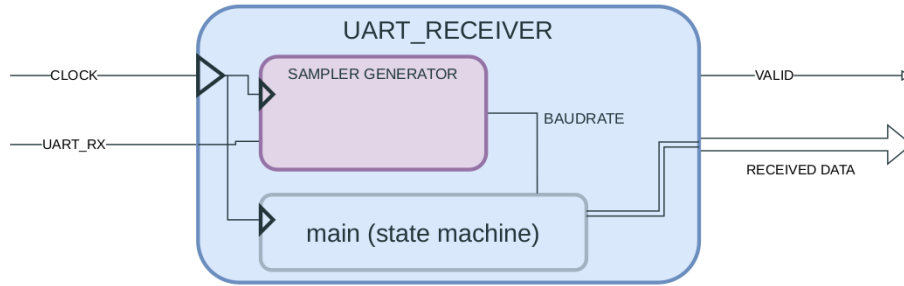 UART_RECEIVER
CLOCK
SAMPLER GENERATOR
VALID
BAUDRATE
UART_RX
RECEIVED DATA
main (state machine)